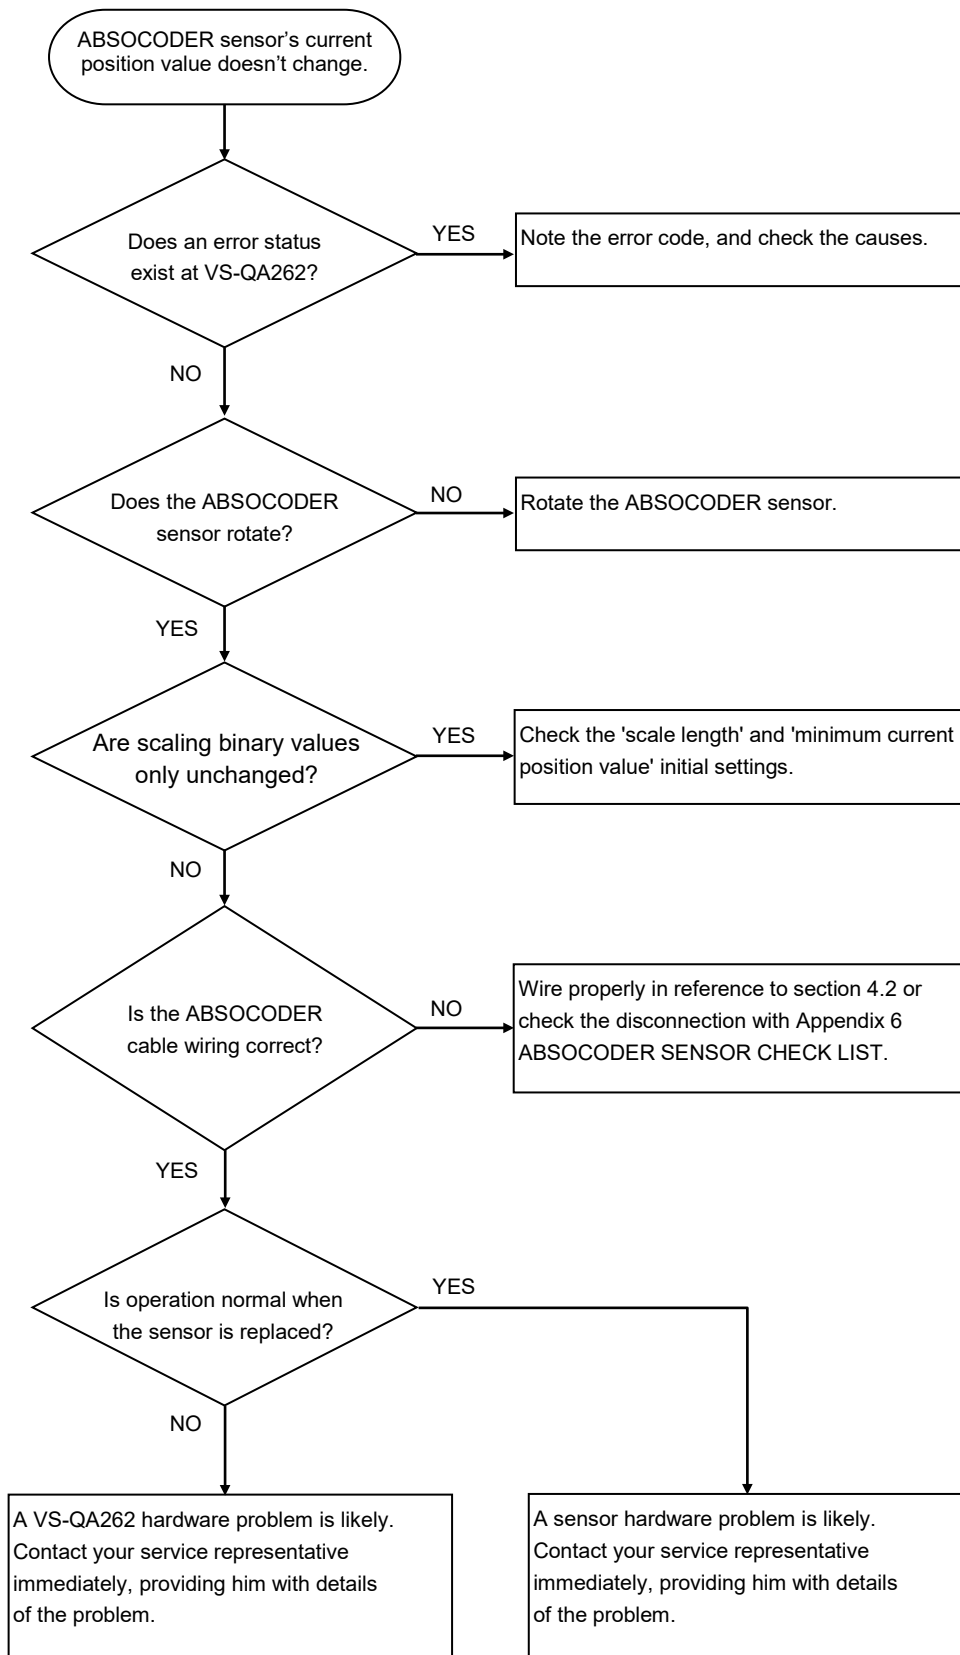 ABSOCODER sensor's current
position value doesn't change.
Does an error status
exist at VS-QA262?
YES
Note the error code, and check the causes.
NO
Does the ABSOCODER
sensor rotate?
NO
Rotate the ABSOCODER sensor.
YES
Are scaling binary values
only unchanged?
YES
Check the 'scale length' and 'minimum current
position value' initial settings.
NO
Is the ABSOCODER
cable wiring correct?
NO
Wire properly in reference to section 4.2 or
check the disconnection with Appendix 6
ABSOCODER SENSOR CHECK LIST.
YES
Is operation normal when
the sensor is replaced?
YES
NO
A VS-QA262 hardware problem is likely.
Contact your service representative
immediately, providing him with details
of the problem.
A sensor hardware problem is likely.
Contact your service representative
immediately, providing him with details
of the problem.